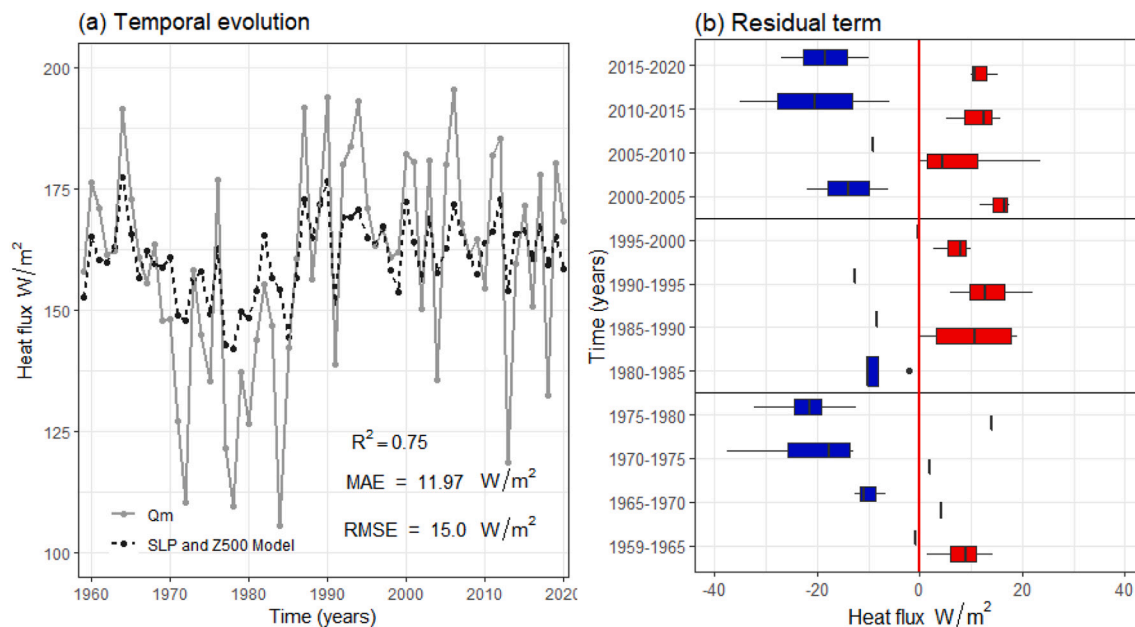 (a) Temporal evolution
Heat flux W/m²
200
175
150
125
100
R² = 0.75
MAE = 11.97 W/m²
RMSE = 15.0 W/m²
Qm
SLP and Z500 Model
1960
1970
1980
1990
2000
2010
2020
Time (years)
(b) Residual term
Time (years)
2015-2020
2010-2015
2005-2010
2000-2005
1995-2000
1990-1995
1985-1990
1980-1985
1975-1980
1970-1975
1965-1970
1959-1965
-40
-20
0
20
40
Heat flux W/m²